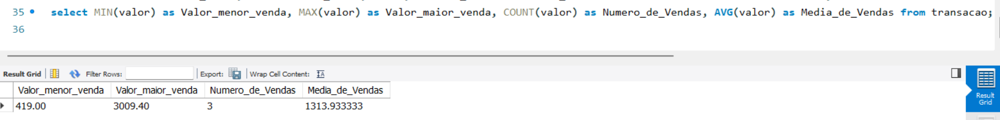 35 select MIN(valor) as Valor_menor_venda, MAX(valor) as Valor_maior_venda, COUNT(valor) as Numero_de_Vendas, AVG(valor) as Media_de_Vendas from transacao;
36
Result Grid Filter Rows: Export: Wrap Cell Content: IA
Valor_menor_venda Valor_maior_venda Numero_de_Vendas Media_de_Vendas
419.00 3009.40 3 1313.933333
Result
Grid